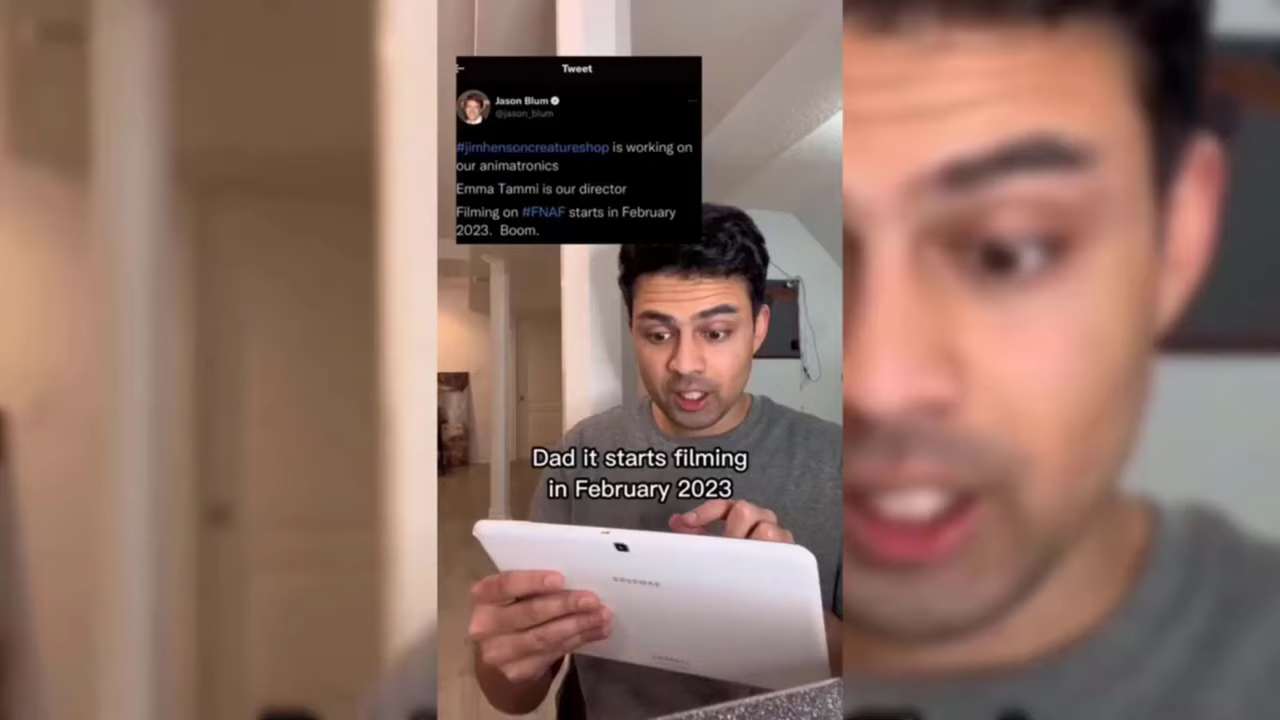 Tweet
Jason Blum
@jason_blum
#jimhensoncreatureshop is working on
our animatronics
Emma Tammi is our director
Filming on #FNAF starts in February
2023. Boom.
Dad it starts filming
in February 2023
SAMSUNG